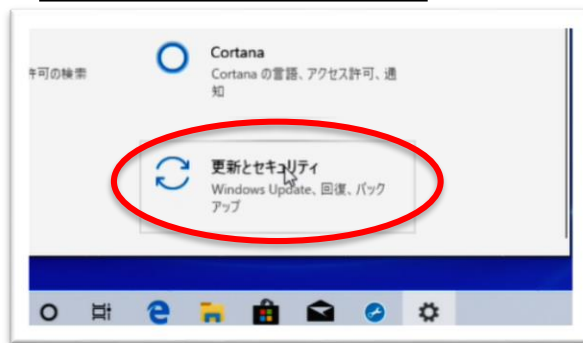 Cortana
許可の検索
Cortana の言語、アクセス許可、通
知
更新とセキュリティ
Windows Update、回復、バック
アップ